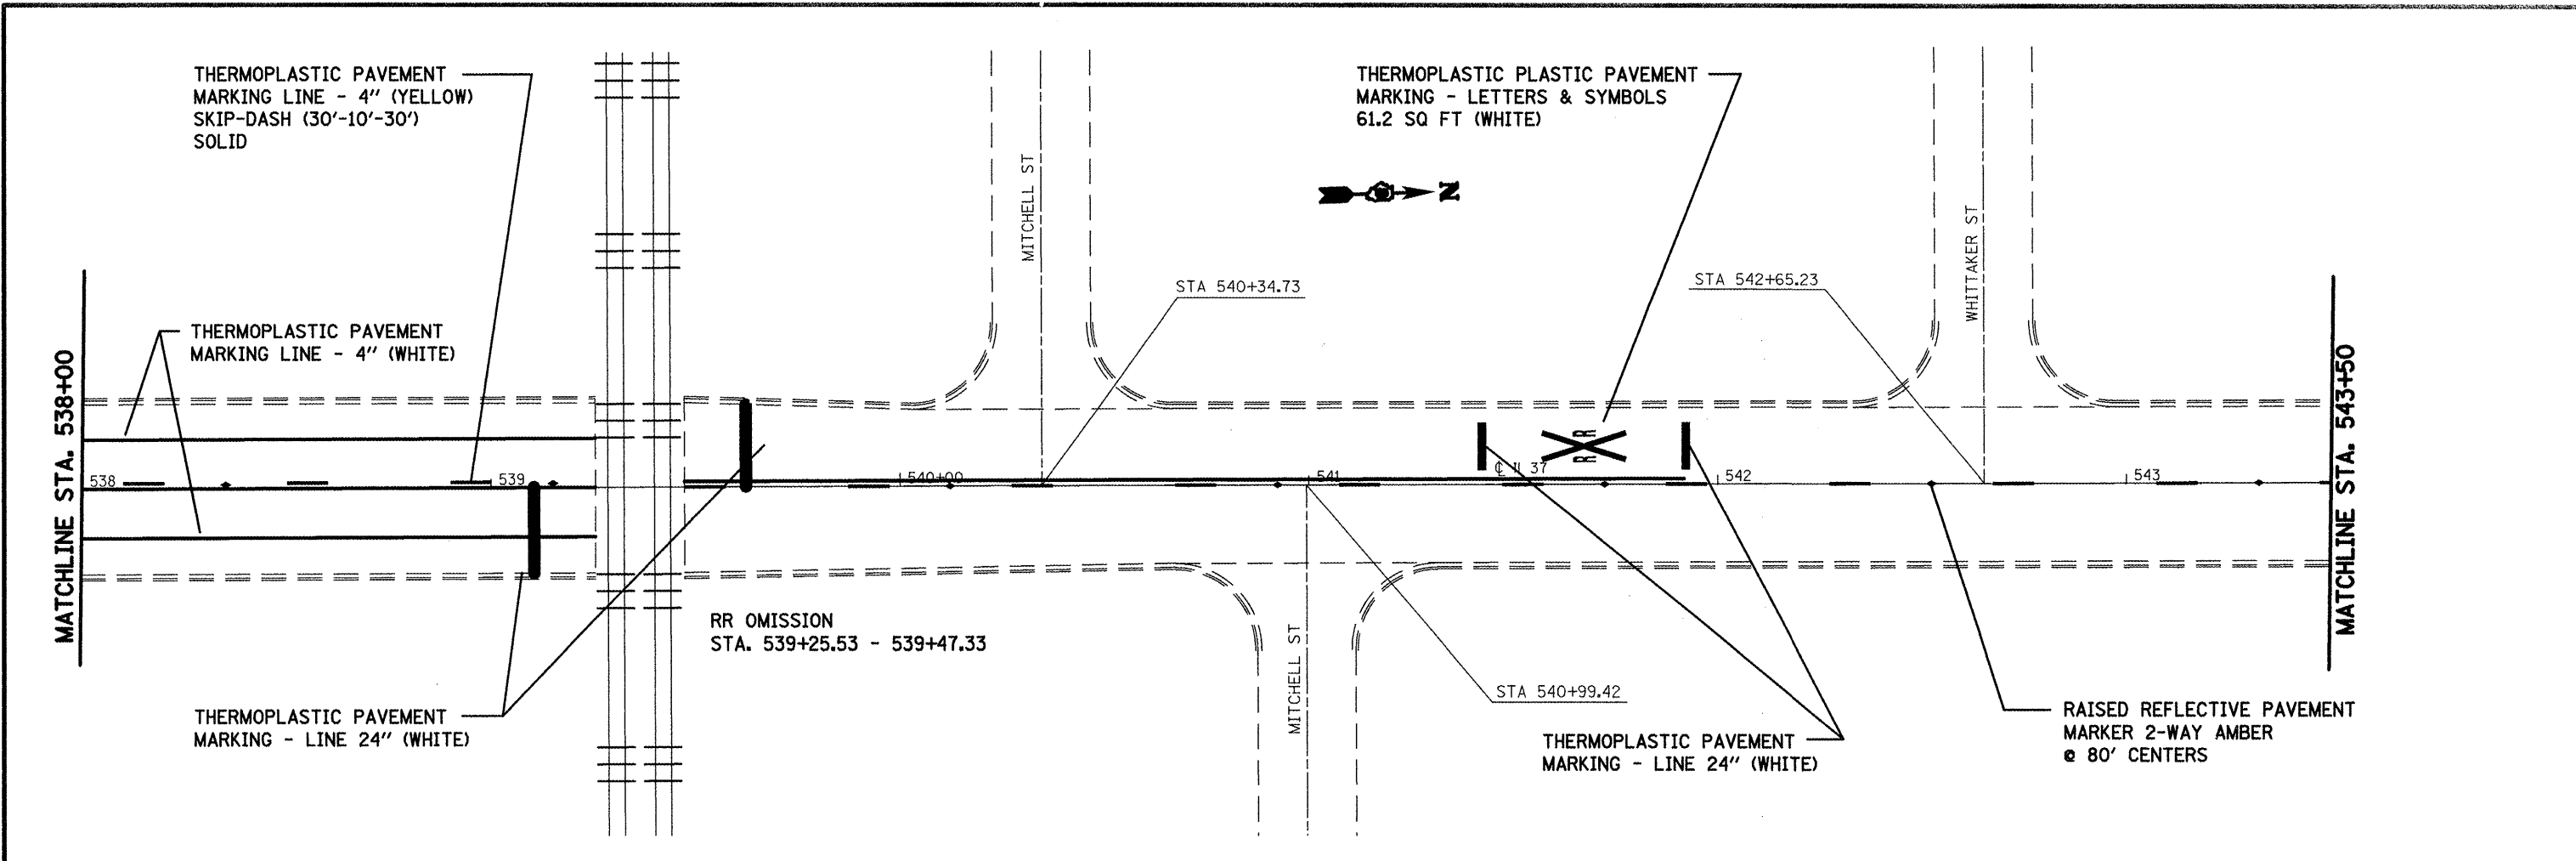 THERMOPLASTIC PAVEMENT
MARKING LINE - 4" (YELLOW)
SKIP-DASH (30'-10'-30')
SOLID
THERMOPLASTIC PLASTIC PAVEMENT
MARKING - LETTERS & SYMBOLS
61.2 SQ FT (WHITE)
MITCHELL ST
N
WHITTAKER ST
STA 540+34.73
STA 542+65.23
THERMOPLASTIC PAVEMENT
MARKING LINE - 4" (WHITE)
MATCHLINE STA. 538+00
MATCHLINE STA. 543+50
R R
℄ IL 37
538
539
540+00
541
542
543
RR OMISSION
STA. 539+25.53 - 539+47.33
MITCHELL ST
STA 540+99.42
THERMOPLASTIC PAVEMENT
MARKING - LINE 24" (WHITE)
THERMOPLASTIC PAVEMENT
MARKING - LINE 24" (WHITE)
RAISED REFLECTIVE PAVEMENT
MARKER 2-WAY AMBER
@ 80' CENTERS